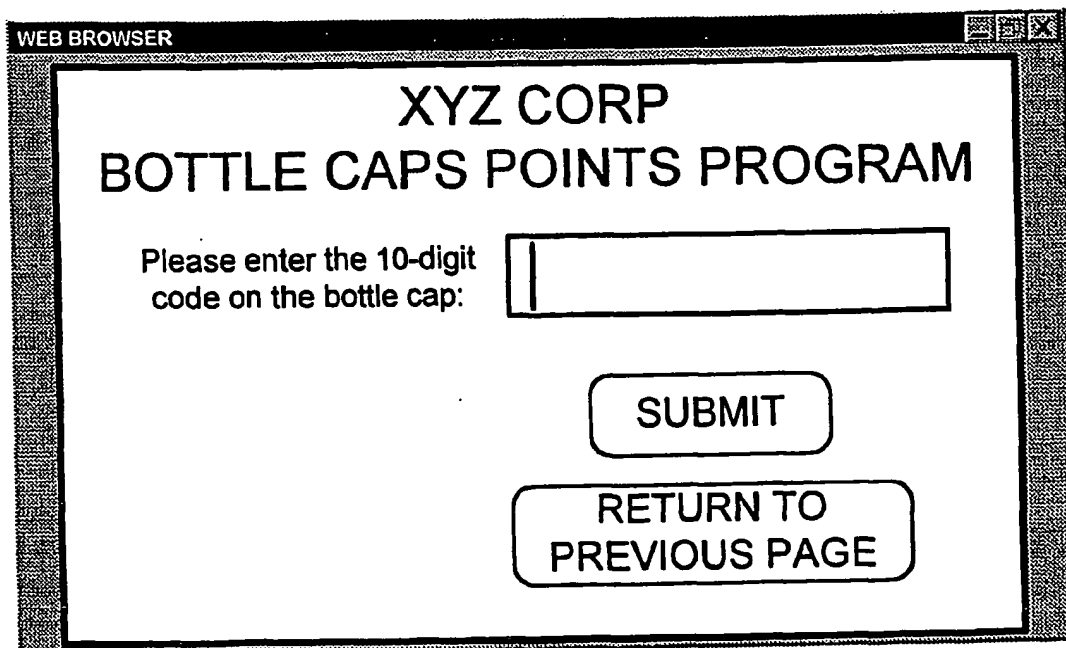 WEB BROWSER
XYZ CORP
BOTTLE CAPS POINTS PROGRAM
Please enter the 10-digit
code on the bottle cap:
SUBMIT
RETURN TO
PREVIOUS PAGE